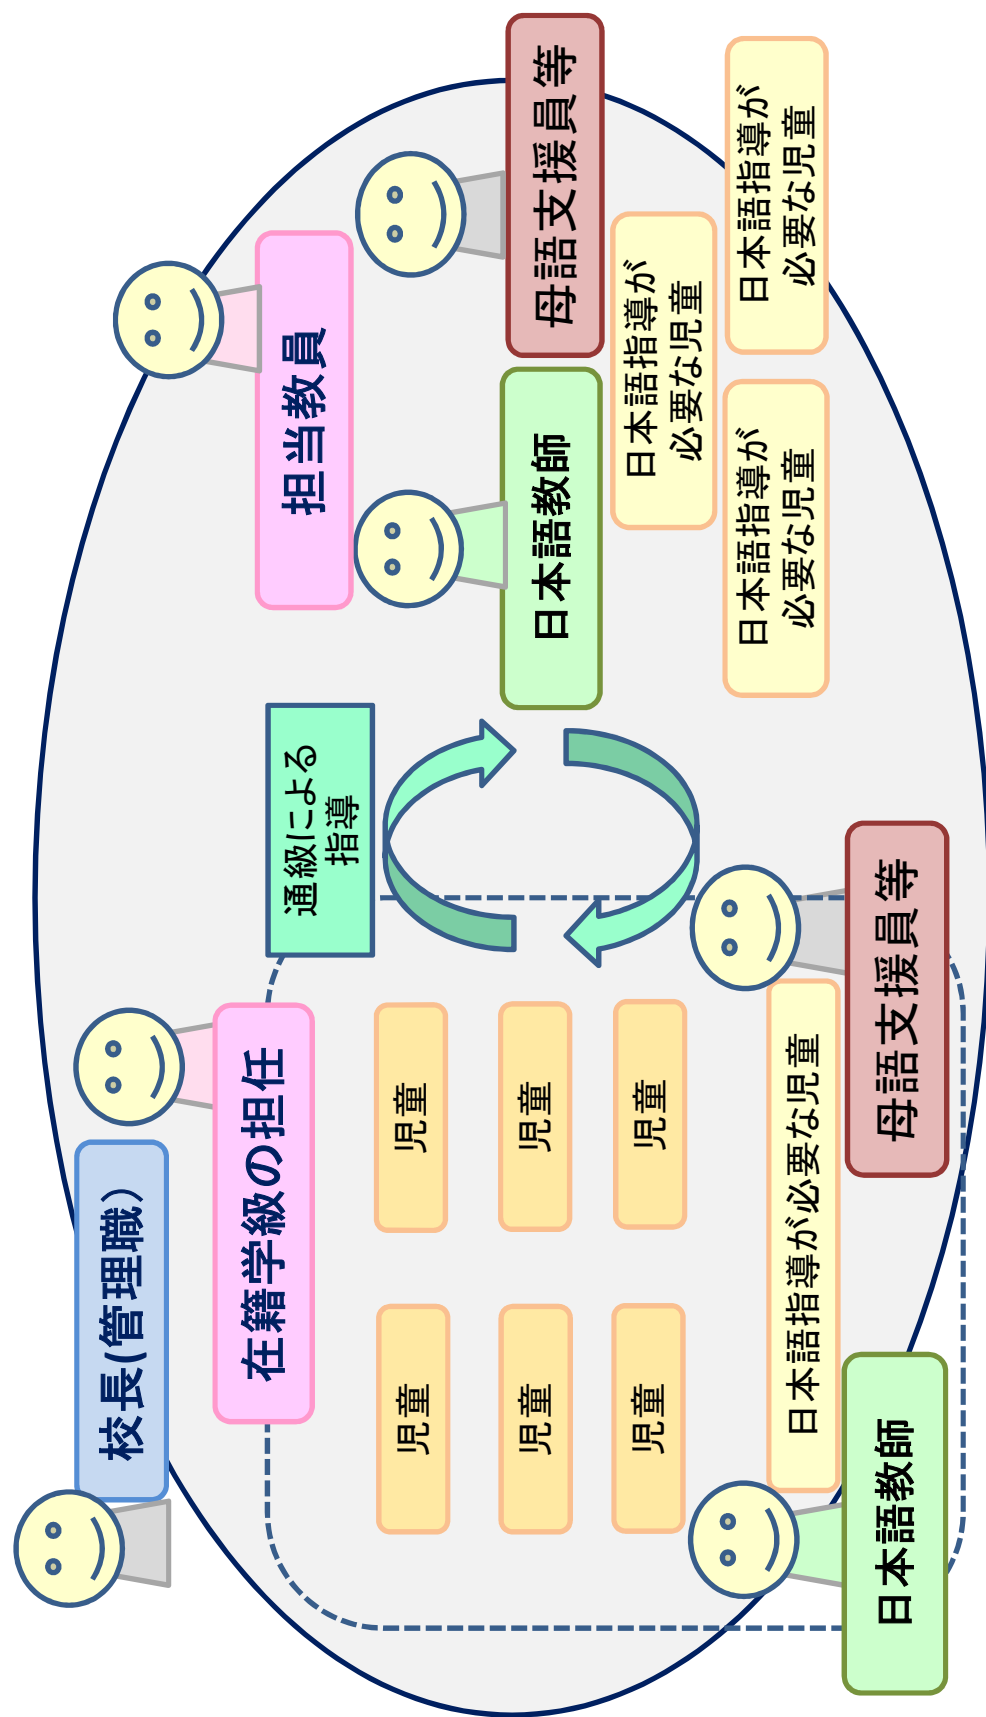 校長(管理職)
在籍学級の担任
児童
児童
児童
児童
児童
児童
日本語指導が必要な児童
日本語教師
母語支援員等
通級による
指導
担当教員
日本語教師
母語支援員等
日本語指導が
必要な児童
日本語指導が
必要な児童
日本語指導が
必要な児童